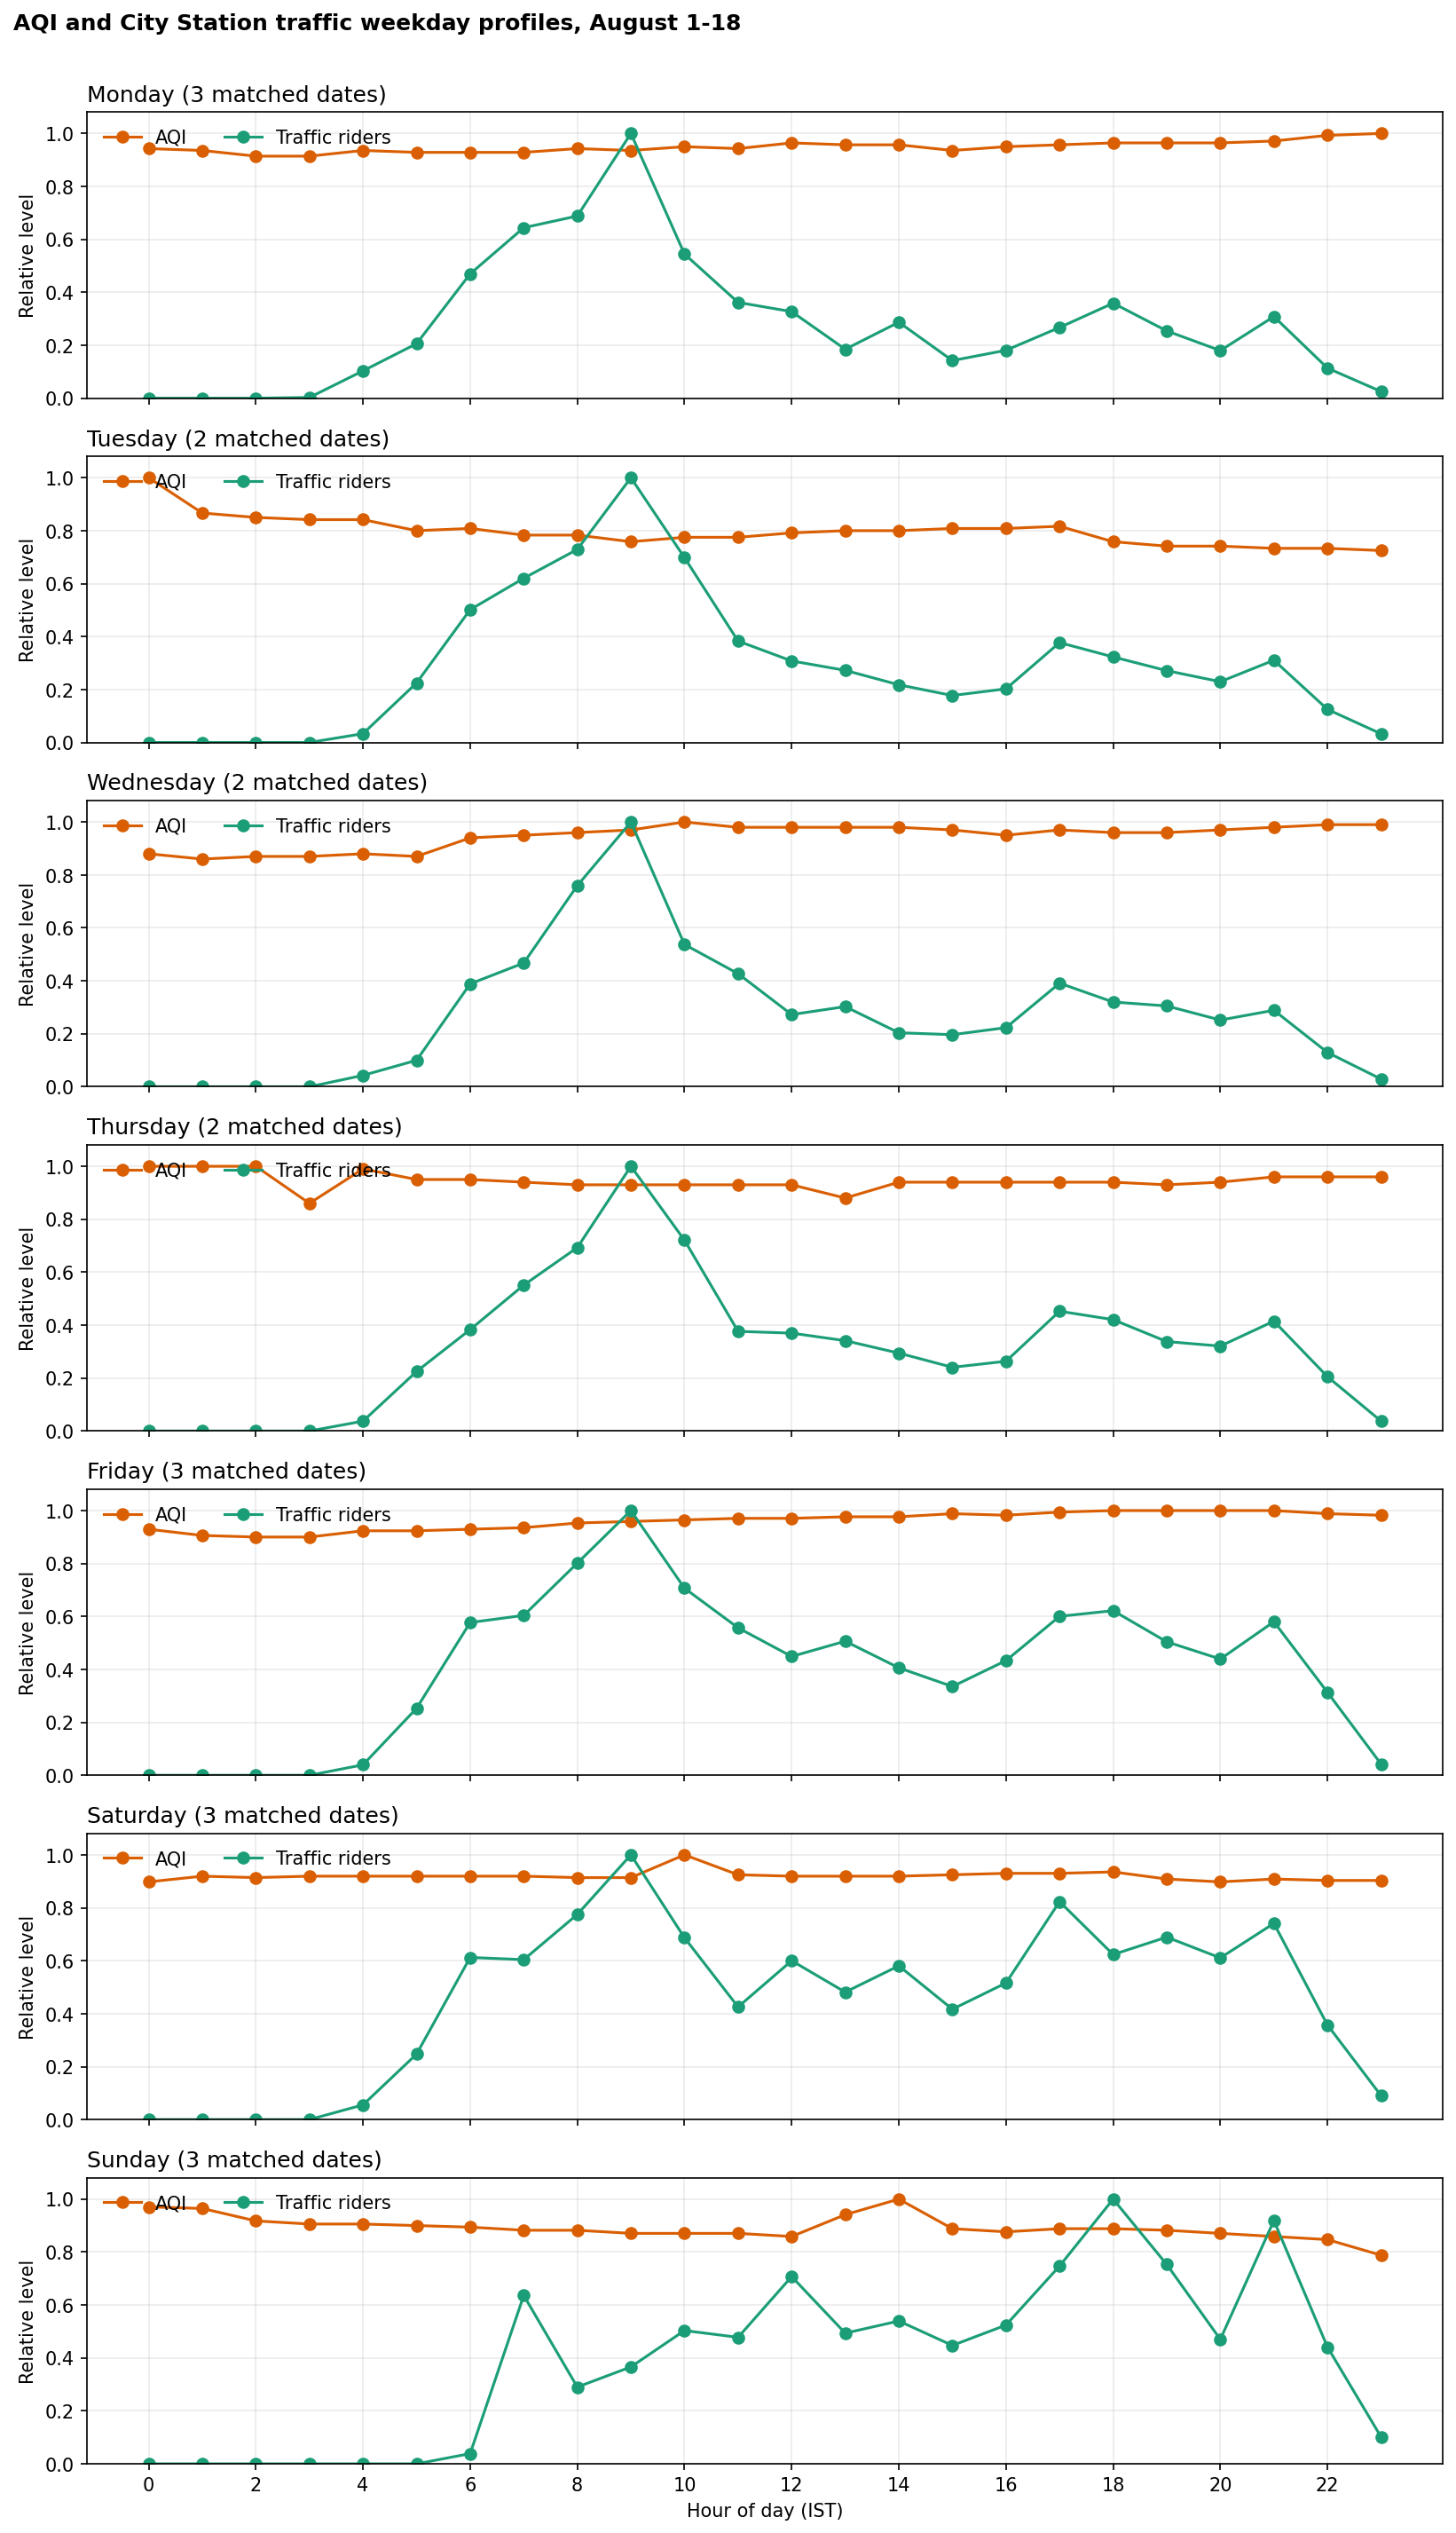 AQI and City Station traffic weekday profiles, August 1-18
Monday (3 matched dates)
AQI Traffic riders
1.0
0.8
0.6
0.4
0.2
0.0
Relative level
Tuesday (2 matched dates)
AQI Traffic riders
1.0
0.8
0.6
0.4
0.2
0.0
Relative level
Wednesday (2 matched dates)
AQI Traffic riders
1.0
0.8
0.6
0.4
0.2
0.0
Relative level
Thursday (2 matched dates)
AQI Traffic riders
1.0
0.8
0.6
0.4
0.2
0.0
Relative level
Friday (3 matched dates)
AQI Traffic riders
1.0
0.8
0.6
0.4
0.2
0.0
Relative level
Saturday (3 matched dates)
AQI Traffic riders
1.0
0.8
0.6
0.4
0.2
0.0
Relative level
Sunday (3 matched dates)
AQI Traffic riders
1.0
0.8
0.6
0.4
0.2
0.0
Relative level
0 2 4 6 8 10 12 14 16 18 20 22
Hour of day (IST)